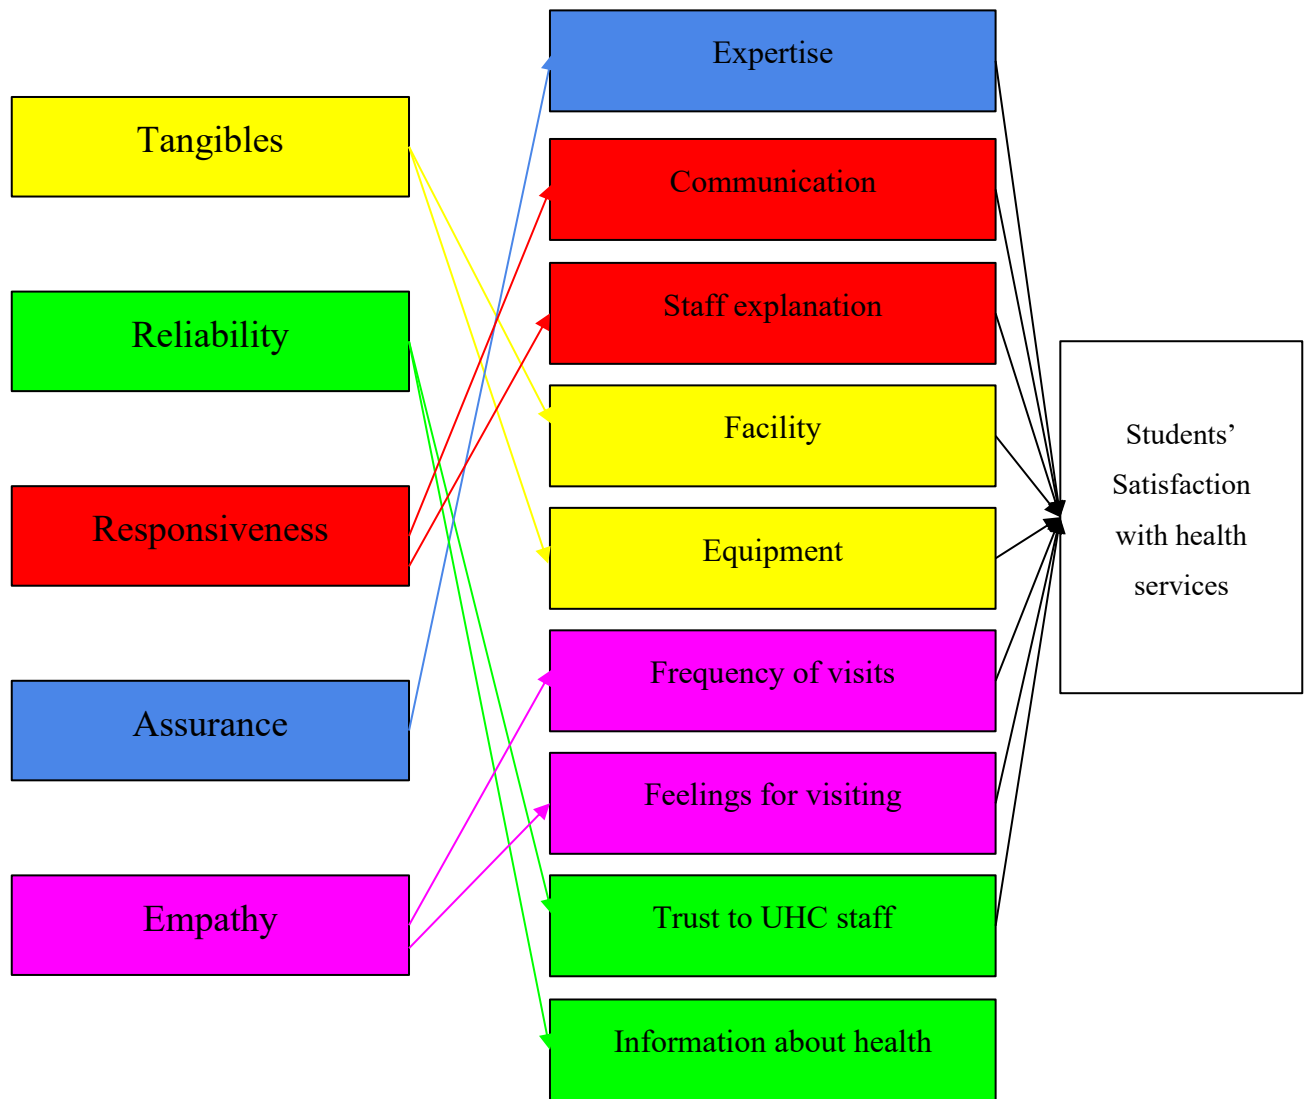 Tangibles
Reliability
Responsiveness
Assurance
Empathy
Expertise
Communication
Staff explanation
Facility
Equipment
Frequency of visits
Feelings for visiting
Trust to UHC staff
Information about health
Students’
Satisfaction
with health
services